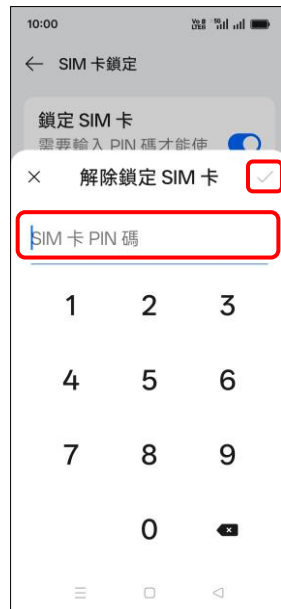 10:00
← SIM 卡鎖定
鎖定 SIM 卡
需要輸入 PIN 碼才能使
× 解除鎖定 SIM 卡
SIM 卡 PIN 碼
1 2 3
4 5 6
7 8 9
0